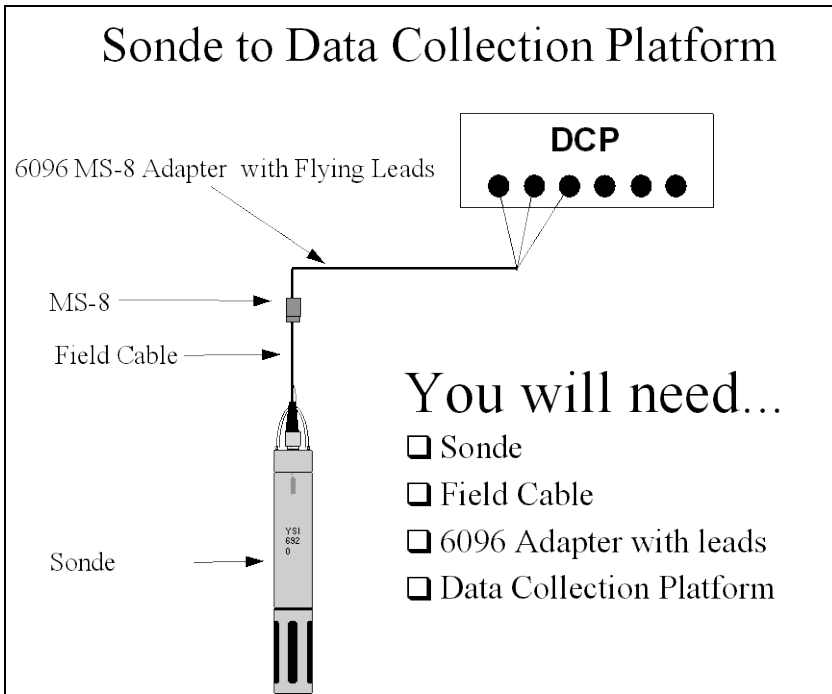 Sonde to Data Collection Platform
DCP
6096 MS-8 Adapter with Flying Leads
MS-8
Field Cable
You will need...
❑ Sonde
❑ Field Cable
❑ 6096 Adapter with leads
❑ Data Collection Platform
YSI
692
0
Sonde